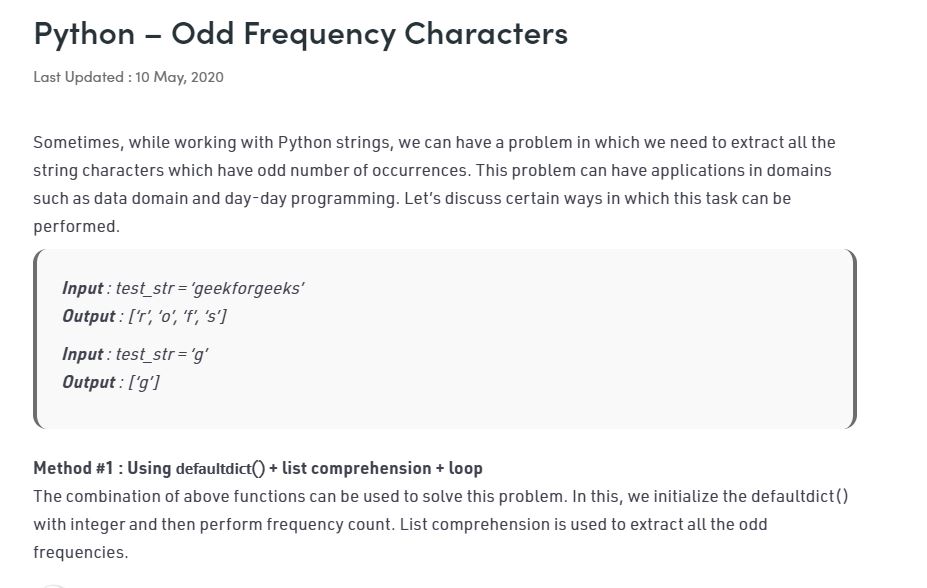 Python – Odd Frequency Characters
Last Updated : 10 May, 2020
Sometimes, while working with Python strings, we can have a problem in which we need to extract all the
string characters which have odd number of occurrences. This problem can have applications in domains
such as data domain and day-day programming. Let’s discuss certain ways in which this task can be
performed.
Input : test_str = ‘geekforgeeks’
Output : [‘r’, ‘o’, ‘f’, ‘s’]
Input : test_str = ‘g’
Output : [‘g’]
Method #1 : Using defaultdict() + list comprehension + loop
The combination of above functions can be used to solve this problem. In this, we initialize the defaultdict()
with integer and then perform frequency count. List comprehension is used to extract all the odd
frequencies.